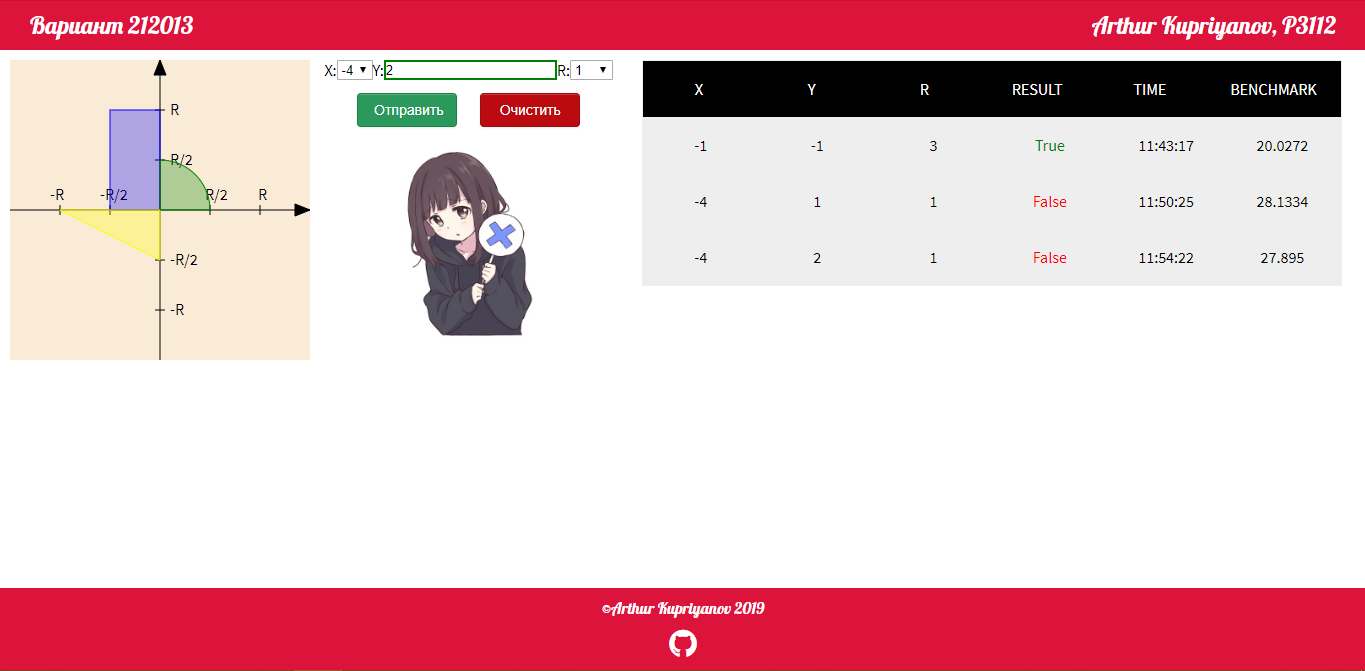 Вариант 212013
Arthur Kupriyanov, P3112
R
R/2
-R
-R/2
R/2
R
-R/2
-R
X: -4 Y: 2 R: 1
Отправить
Очистить
X Y R RESULT TIME BENCHMARK
-1 -1 3 True 11:43:17 20.0272
-4 1 1 False 11:50:25 28.1334
-4 2 1 False 11:54:22 27.895
©Arthur Kupriyanov 2019